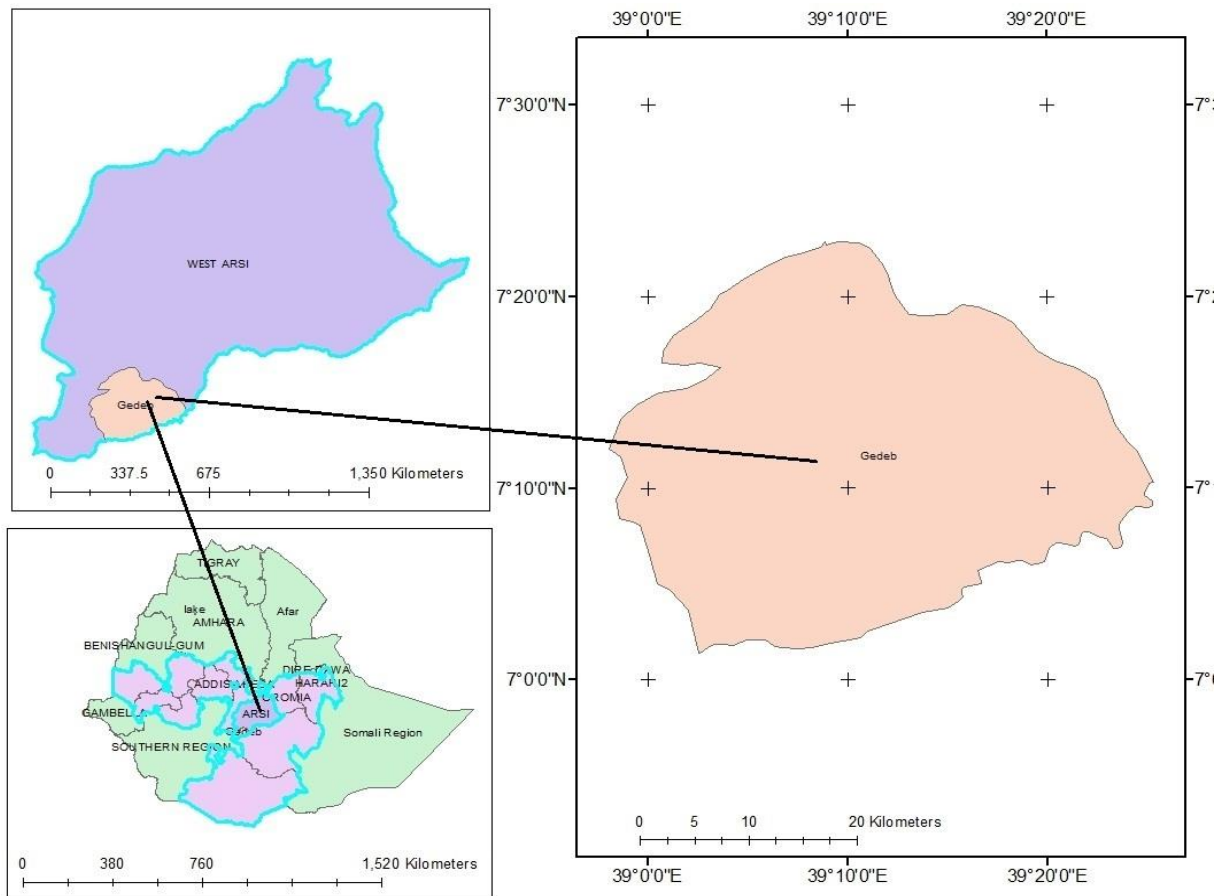 WEST ARSI
Gedeb
0 337.5 675 1,350 Kilometers
TIGRAY
lake
AMHARA
Afar
BENISHANGUL-GUM
HARARI2
GAMBELLA
ARSI
Gedeb
SOUTHERN REGION
Somali Region
0 380 760 1,520 Kilometers
39°0'0"E 39°10'0"E 39°20'0"E
7°30'0"N
7°20'0"N
Gedeb
7°10'0"N
7°0'0"N
0 5 10 20 Kilometers
39°0'0"E 39°10'0"E 39°20'0"E